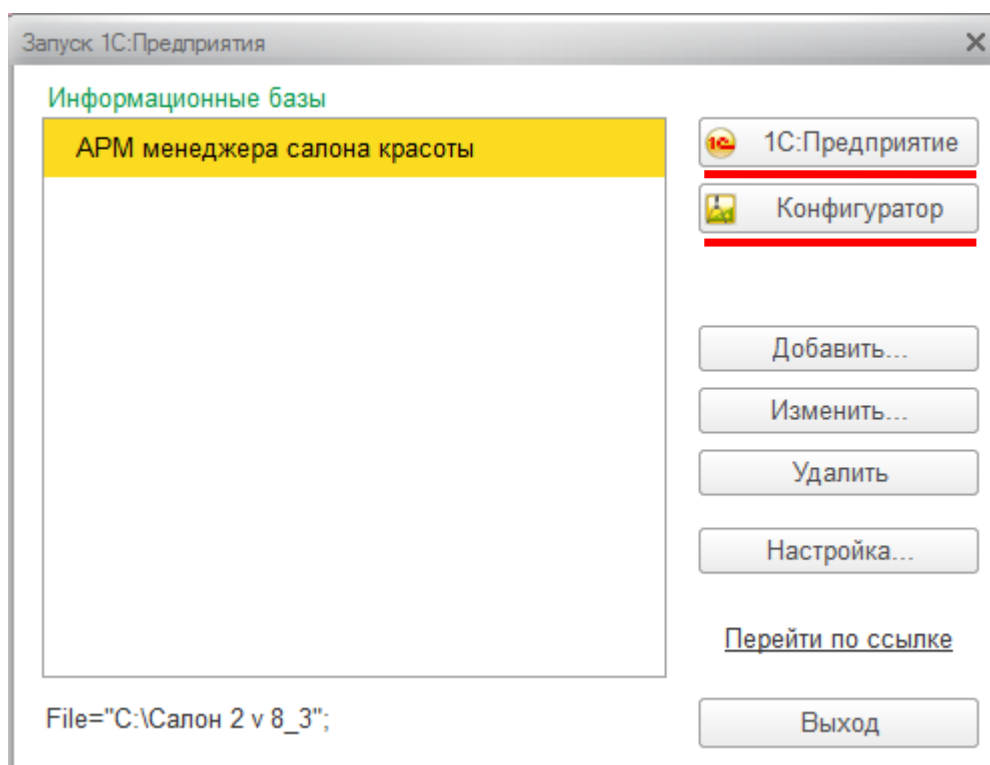 Запуск 1С:Предприятия
Информационные базы
АРМ менеджера салона красоты
1С:Предприятие
Конфигуратор
Добавить...
Изменить...
Удалить
Настройка...
Перейти по ссылке
File="C:\Салон 2 v 8_3";
Выход